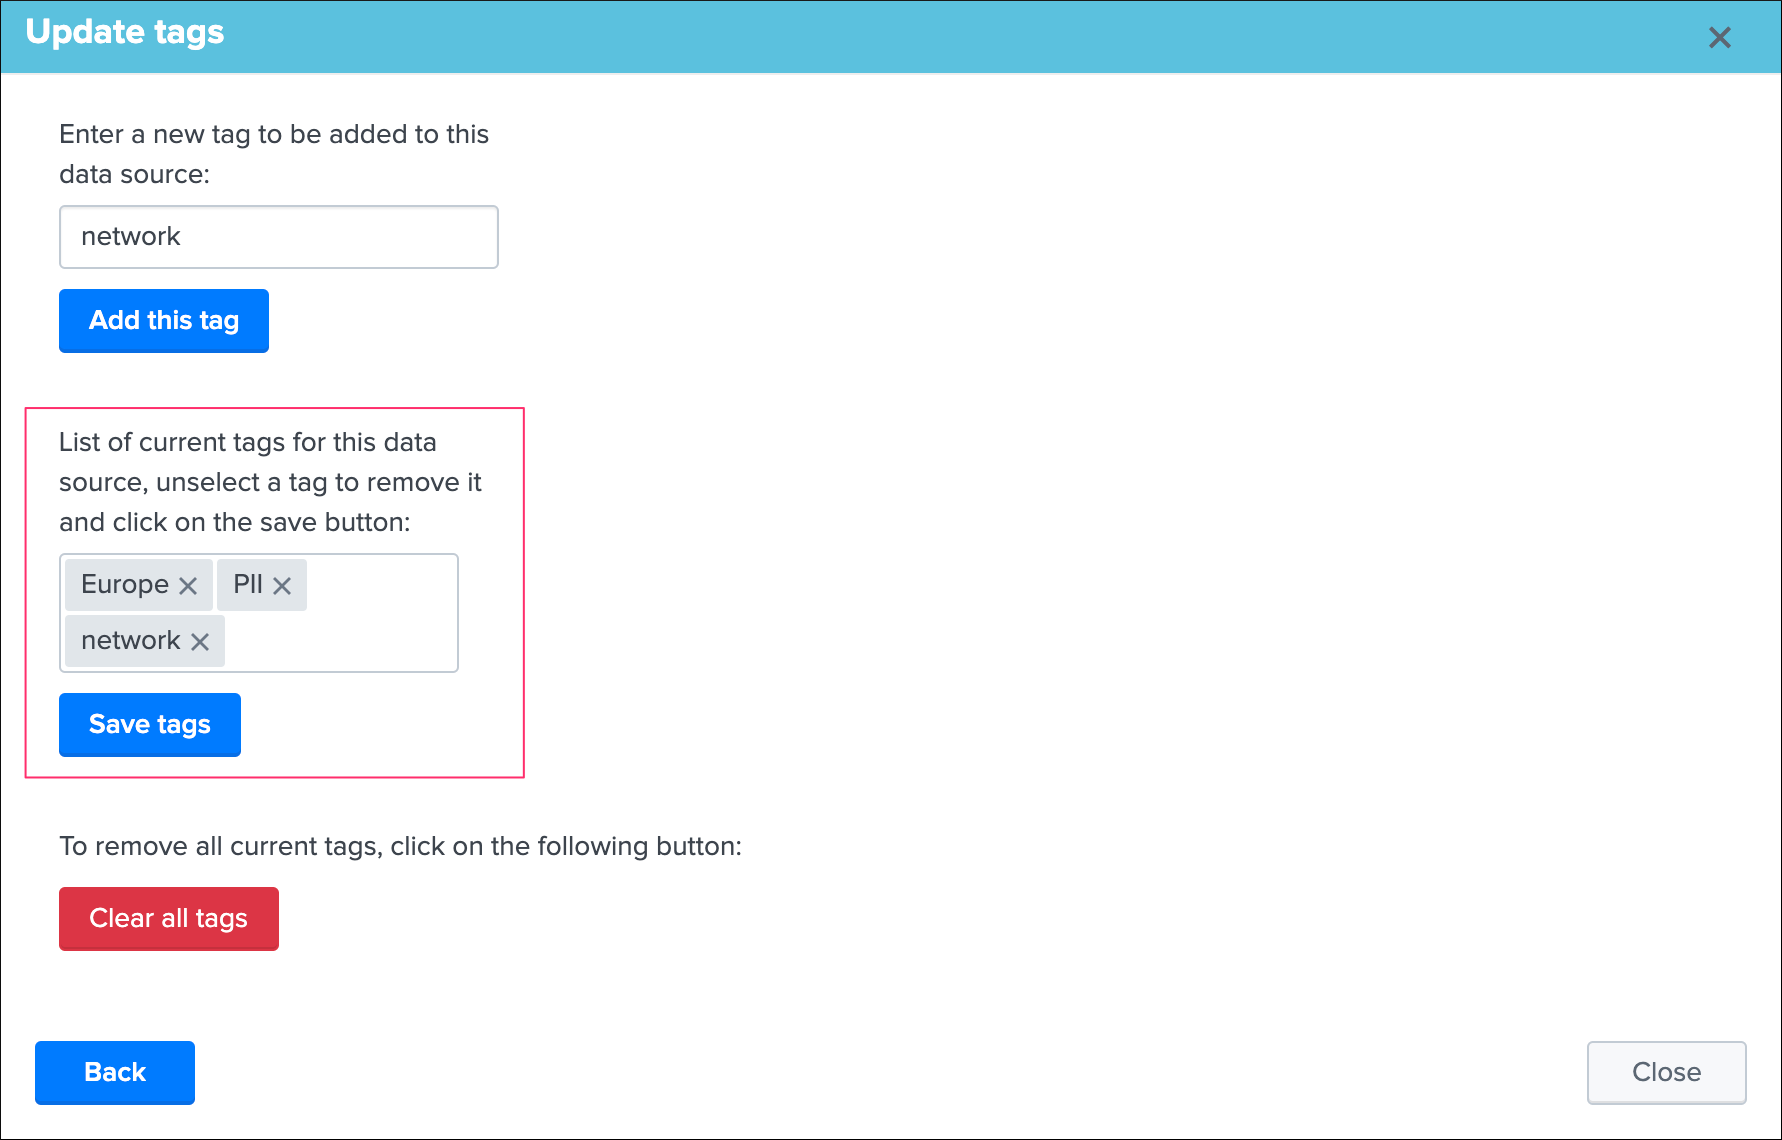 Update tags
Enter a new tag to be added to this
data source:
network
Add this tag
List of current tags for this data
source, unselect a tag to remove it
and click on the save button:
Europe PII
network
Save tags
To remove all current tags, click on the following button:
Clear all tags
Back
Close